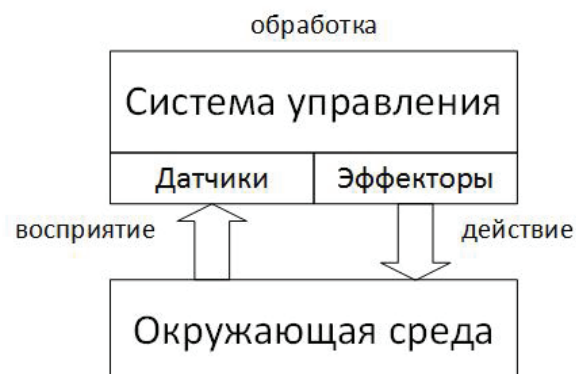 обработка
Система управления
Датчики
Эффекторы
восприятие
действие
Окружающая среда